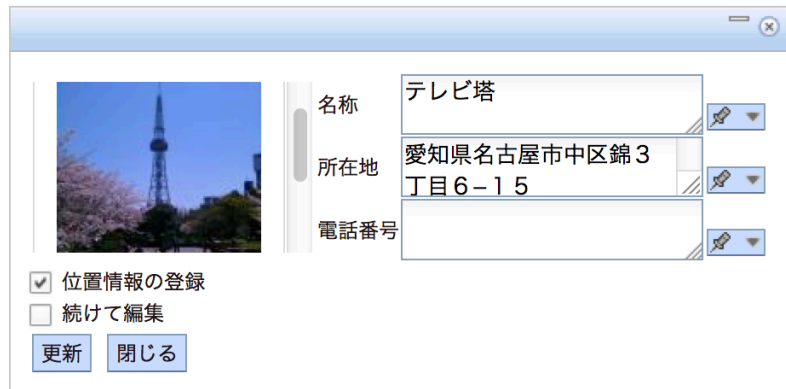 名称
テレビ塔
所在地
愛知県名古屋市中区錦３
丁目６−１５
電話番号
位置情報の登録
続けて編集
更新 閉じる